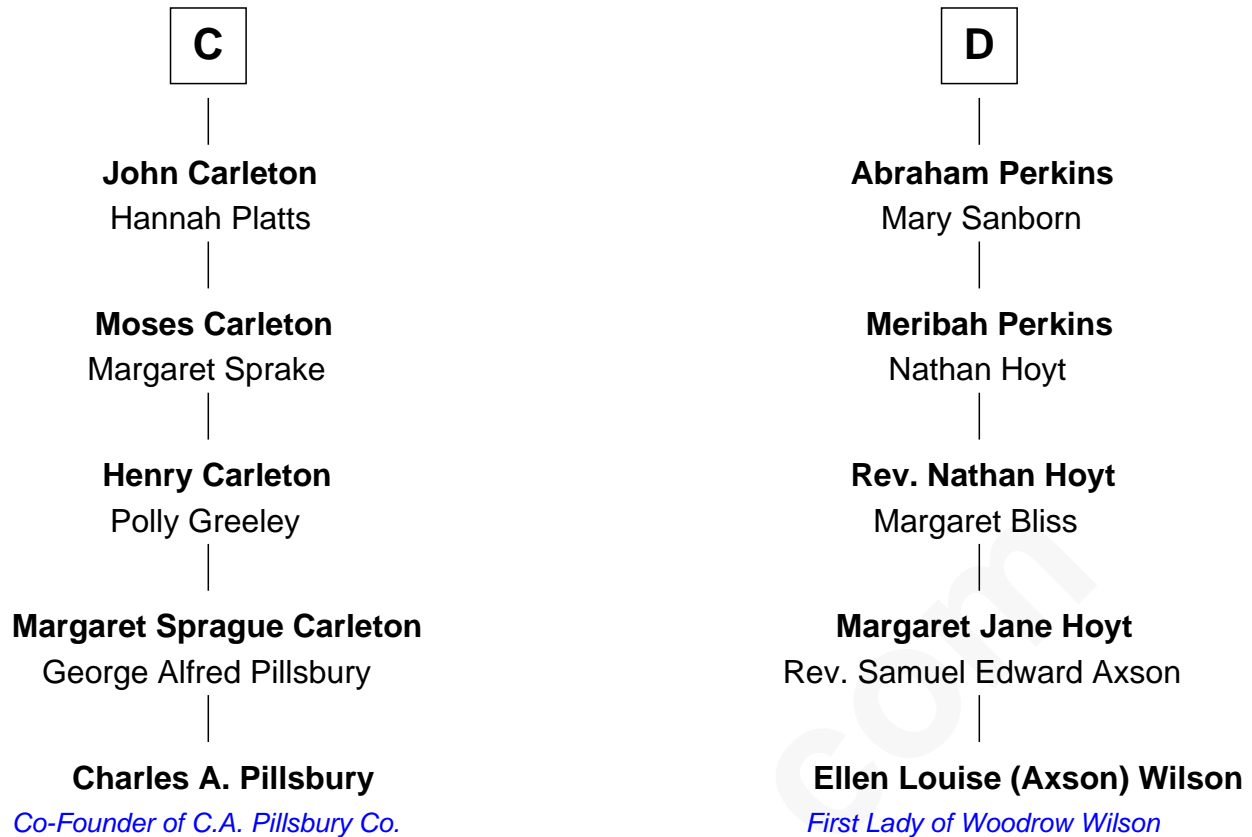 C
John Carleton
Hannah Platts
Moses Carleton
Margaret Sprake
Henry Carleton
Polly Greeley
Margaret Sprague Carleton
George Alfred Pillsbury
Charles A. Pillsbury
Co-Founder of C.A. Pillsbury Co.
D
Abraham Perkins
Mary Sanborn
Meribah Perkins
Nathan Hoyt
Rev. Nathan Hoyt
Margaret Bliss
Margaret Jane Hoyt
Rev. Samuel Edward Axson
Ellen Louise (Axson) Wilson
First Lady of Woodrow Wilson
com